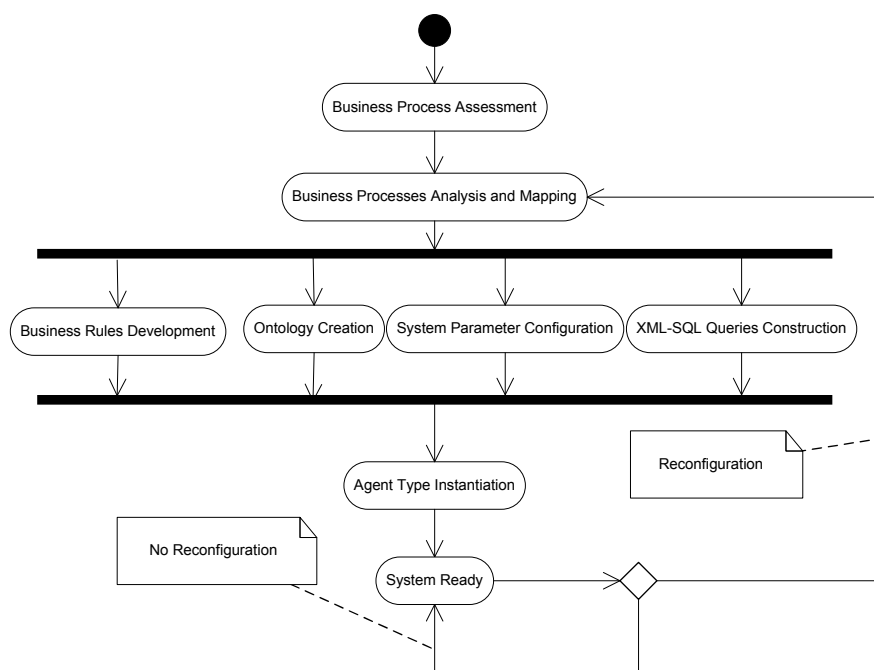 Business Process Assessment
Business Processes Analysis and Mapping
Business Rules Development
Ontology Creation
System Parameter Configuration
XML-SQL Queries Construction
Reconfiguration
Agent Type Instantiation
No Reconfiguration
System Ready